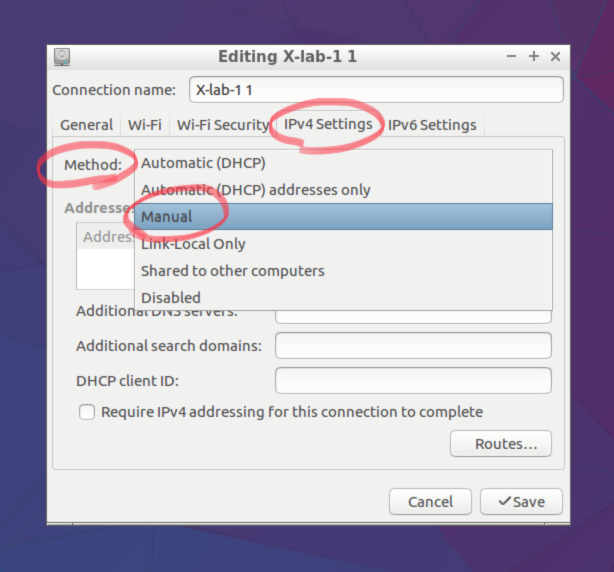 Editing X-lab-1 1
Connection name: X-lab-1 1
General Wi-Fi Wi-Fi Security IPv4 Settings IPv6 Settings
Method: Automatic (DHCP)
Automatic (DHCP) addresses only
Addresse
Manual
Addres
Link-Local Only
Shared to other computers
Disabled
Additional DNS servers:
Additional search domains:
DHCP client ID:
Require IPv4 addressing for this connection to complete
Routes...
Cancel Save